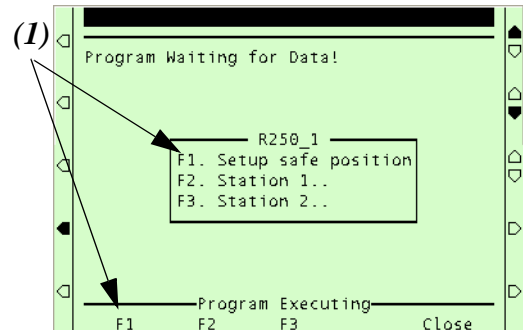 (1)
Program Waiting for Data!
R250_1
F1. Setup safe position
F2. Station 1..
F3. Station 2..
Program Executing
F1 F2 F3 Close